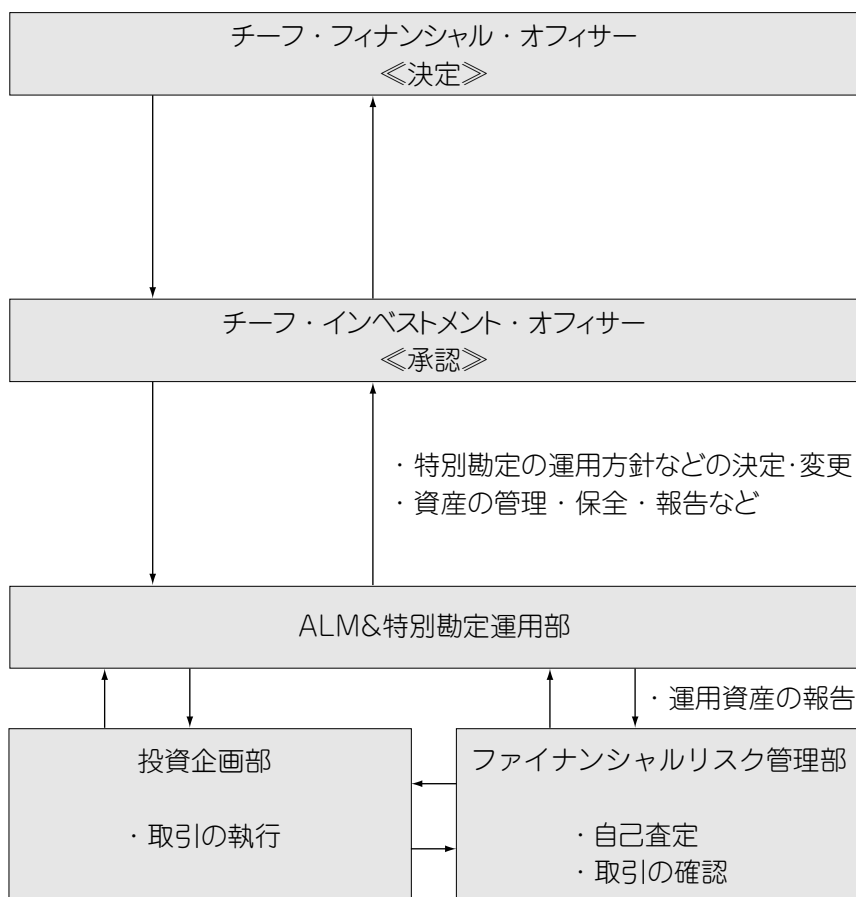 チーフ・フィナンシャル・オフィサー
≪決定≫
チーフ・インベストメント・オフィサー
≪承認≫
・特別勘定の運用方針などの決定・変更
・資産の管理・保全・報告など
ALM&特別勘定運用部
・運用資産の報告
投資企画部
・取引の執行
ファイナンシャルリスク管理部
・自己査定
・取引の確認